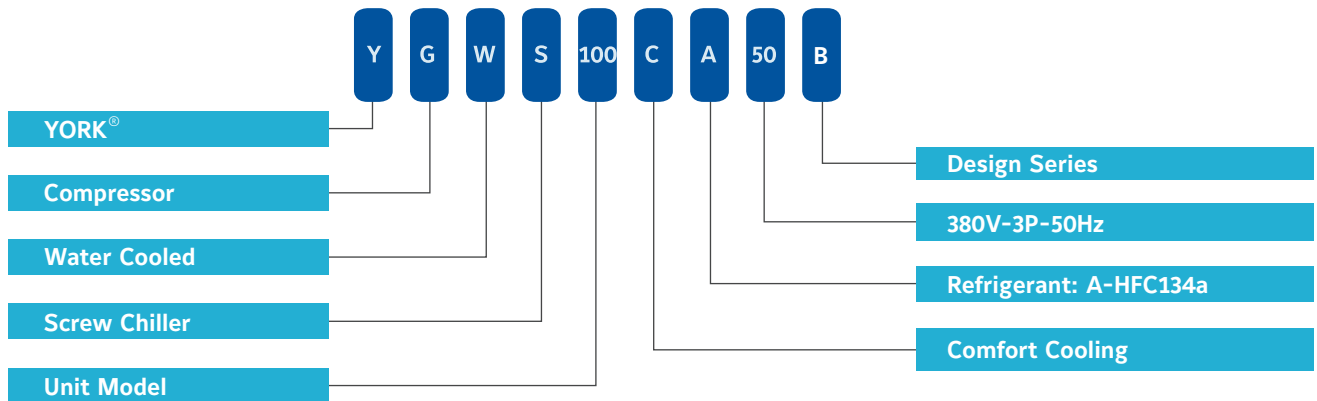 Y G W S 100 C A 50 B
YORK®
Compressor
Water Cooled
Screw Chiller
Unit Model
Design Series
380V-3P-50Hz
Refrigerant: A-HFC134a
Comfort Cooling